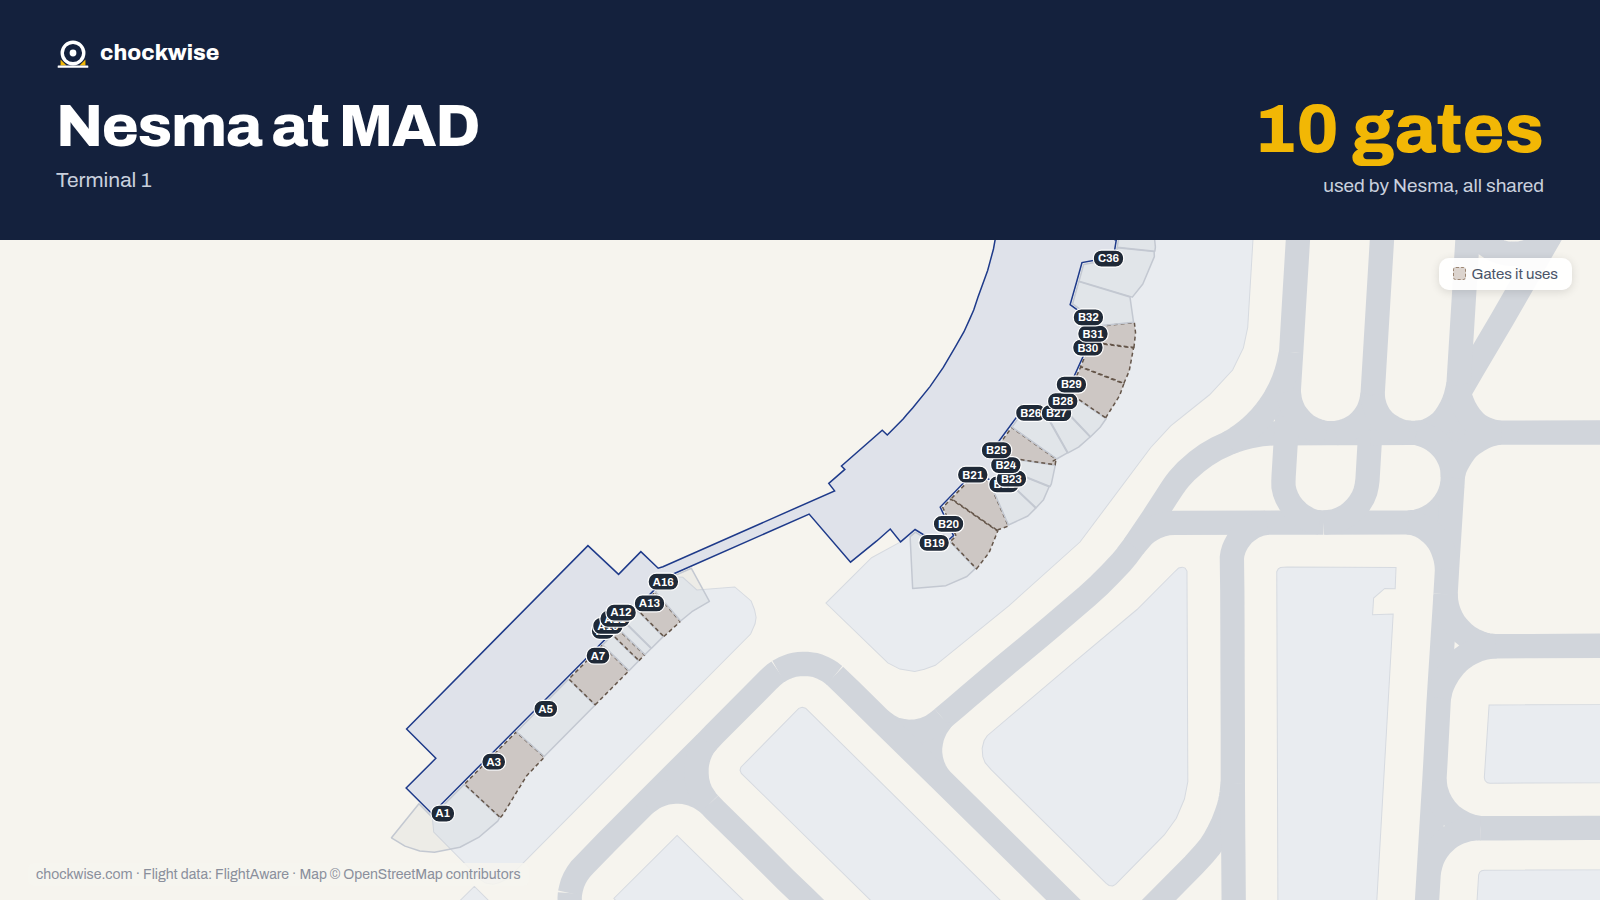 chockwise
Nesma at MAD
Terminal 1
10 gates
used by Nesma, all shared
Gates it uses
C36
B32
B31
B30
B29
B28
B26
B27
B25
B24
B21
B23
B20
B19
A16
A13
A12
A7
A5
A3
A1
chockwise.com · Flight data: FlightAware · Map © OpenStreetMap contributors